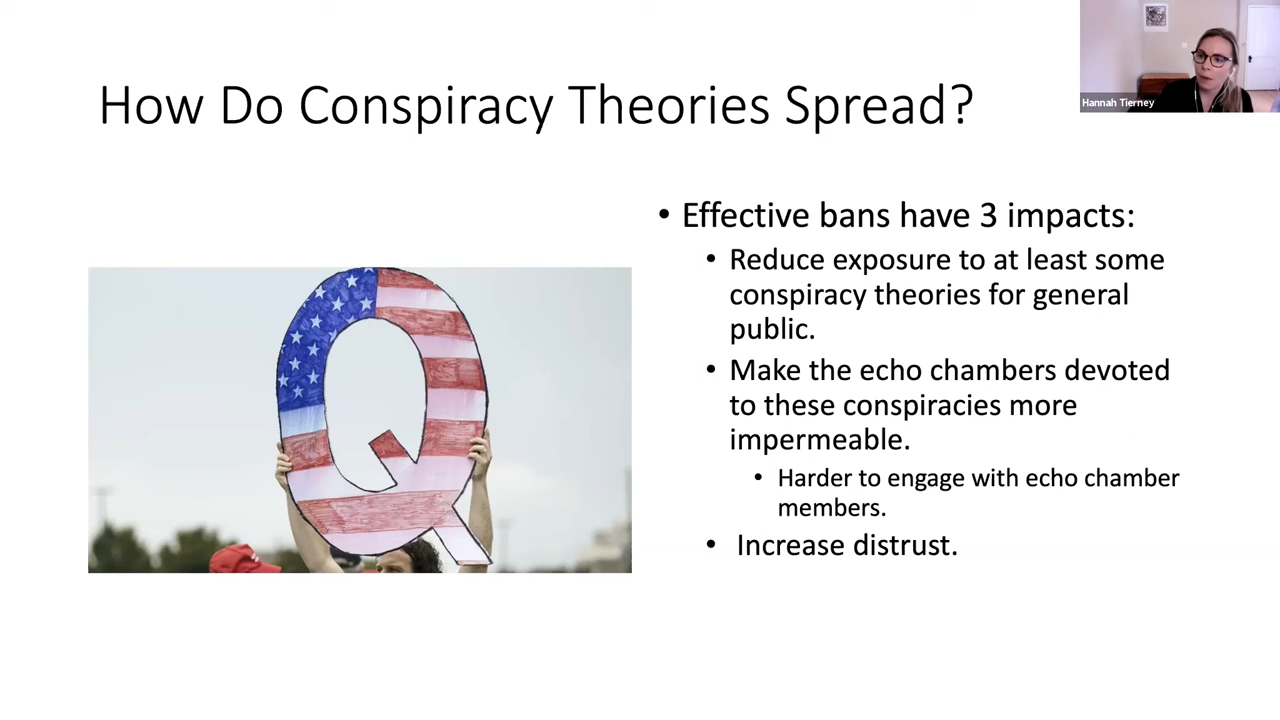 Hannah Tierney
How Do Conspiracy Theories Spread?
• Effective bans have 3 impacts:
• Reduce exposure to at least some
conspiracy theories for general
public.
• Make the echo chambers devoted
to these conspiracies more
impermeable.
• Harder to engage with echo chamber
members.
• Increase distrust.
Q